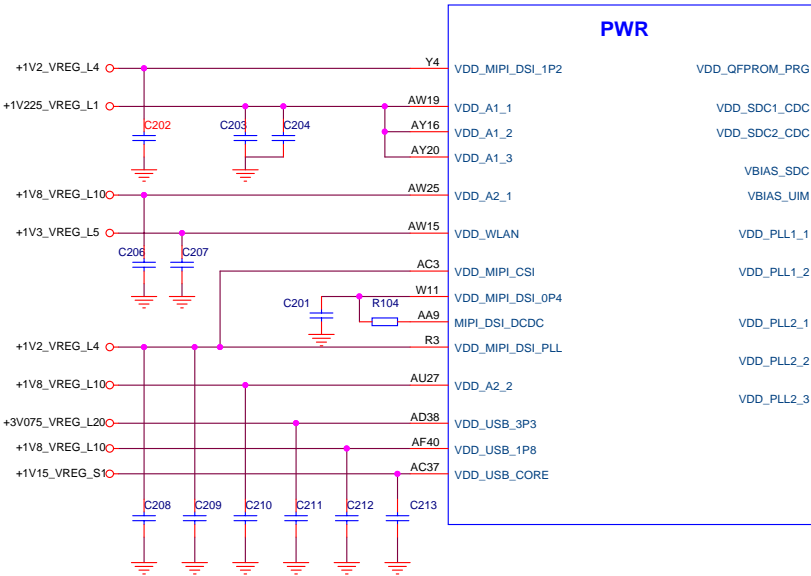 PWR
+1V2_VREG_L4 Y4 VDD_MIPI_DSI_1P2 VDD_QFPROM_PRG
+1V225_VREG_L1 AW19 VDD_A1_1 VDD_SDC1_CDC
C202 C203 C204 AY16 VDD_A1_2 VDD_SDC2_CDC
AY20 VDD_A1_3
VBIAS_SDC
+1V8_VREG_L10 AW25 VDD_A2_1 VBIAS_UIM
+1V3_VREG_L5 AW15 VDD_WLAN VDD_PLL1_1
C206 C207
AC3 VDD_MIPI_CSI VDD_PLL1_2
W11 VDD_MIPI_DSI_0P4
C201 R104
AA9 MIPI_DSI_DCDC VDD_PLL2_1
+1V2_VREG_L4 R3 VDD_MIPI_DSI_PLL
VDD_PLL2_2
+1V8_VREG_L10 AU27 VDD_A2_2
VDD_PLL2_3
+3V075_VREG_L20 AD38 VDD_USB_3P3
+1V8_VREG_L10 AF40 VDD_USB_1P8
+1V15_VREG_S1 AC37 VDD_USB_CORE
C208 C209 C210 C211 C212 C213